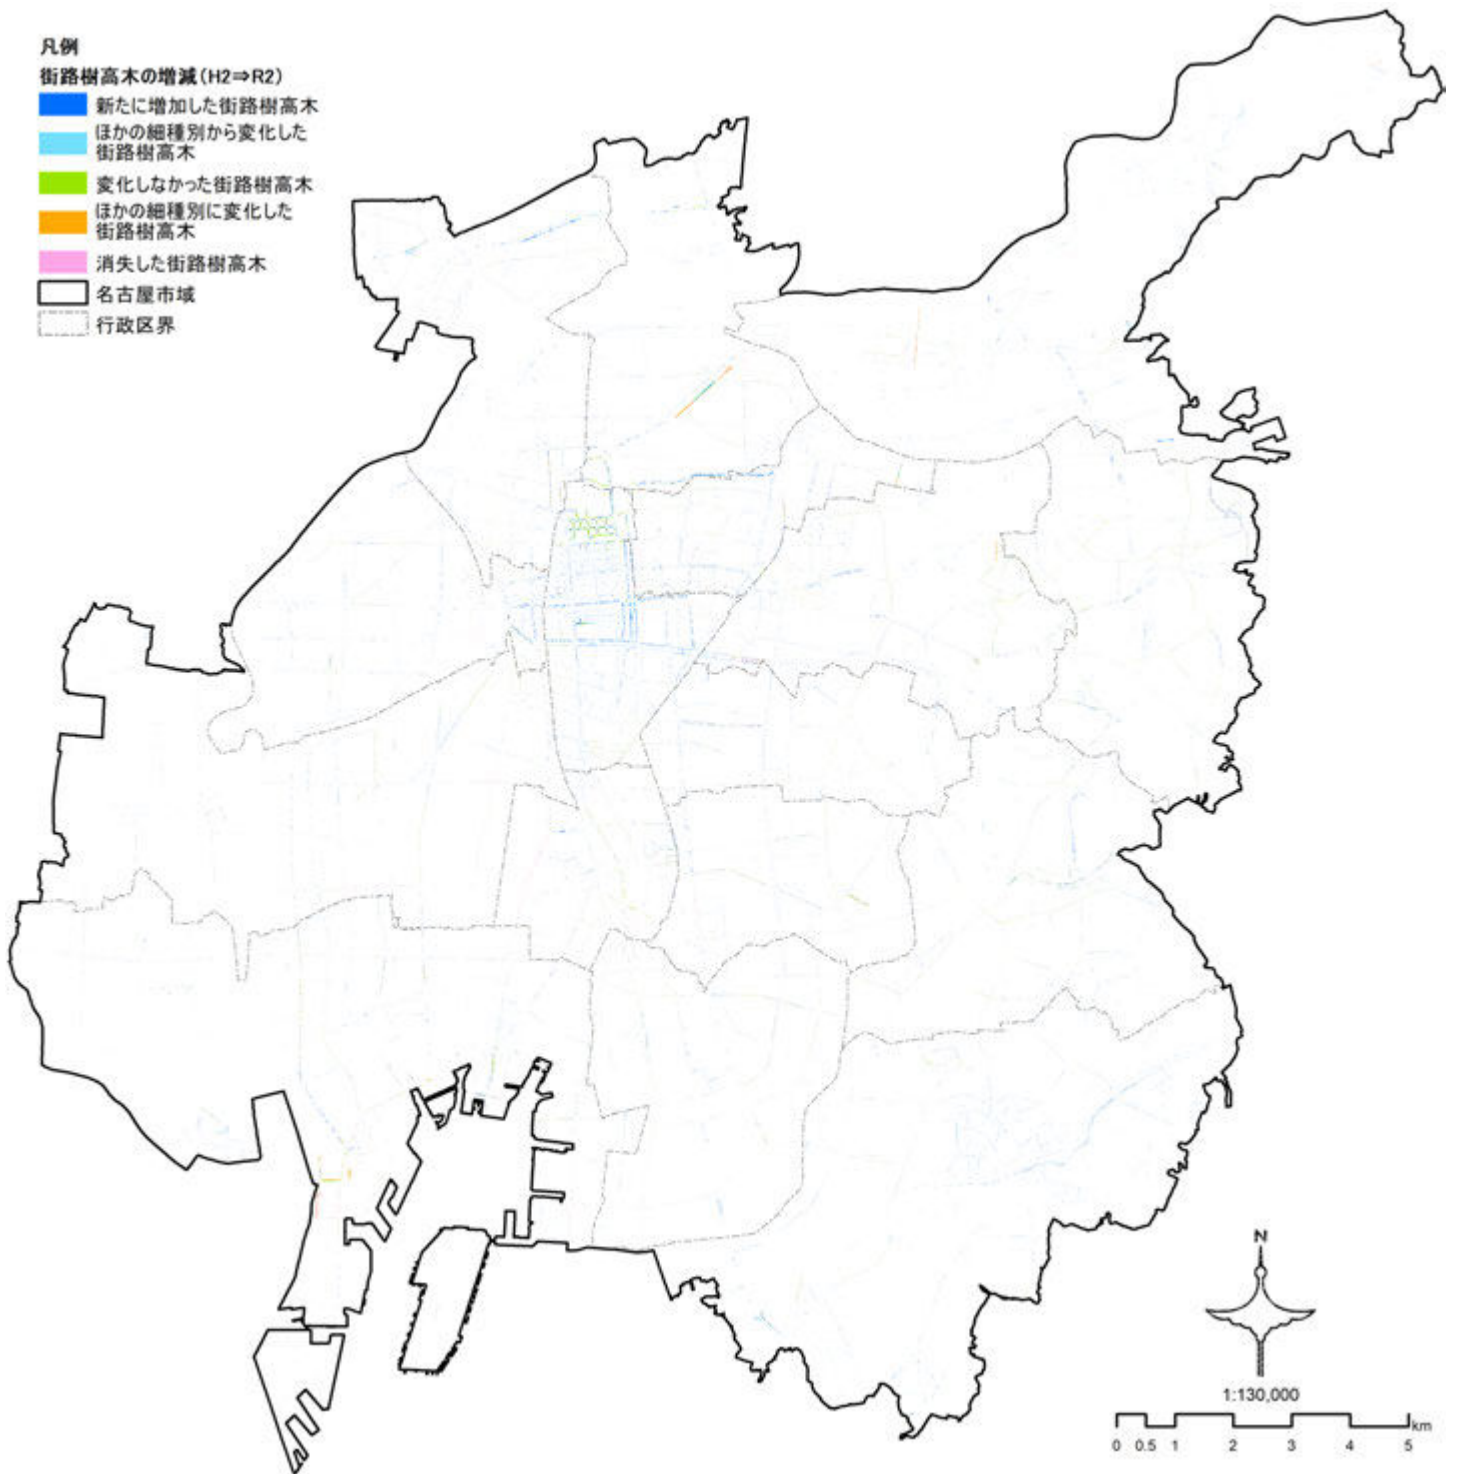 凡例
街路樹高木の増減(H2⇒R2)
新たに増加した街路樹高木
ほかの細種別から変化した
街路樹高木
変化しなかった街路樹高木
ほかの細種別に変化した
街路樹高木
消失した街路樹高木
名古屋市域
行政区界
N
1:130,000
km
0 0.5 1 2 3 4 5